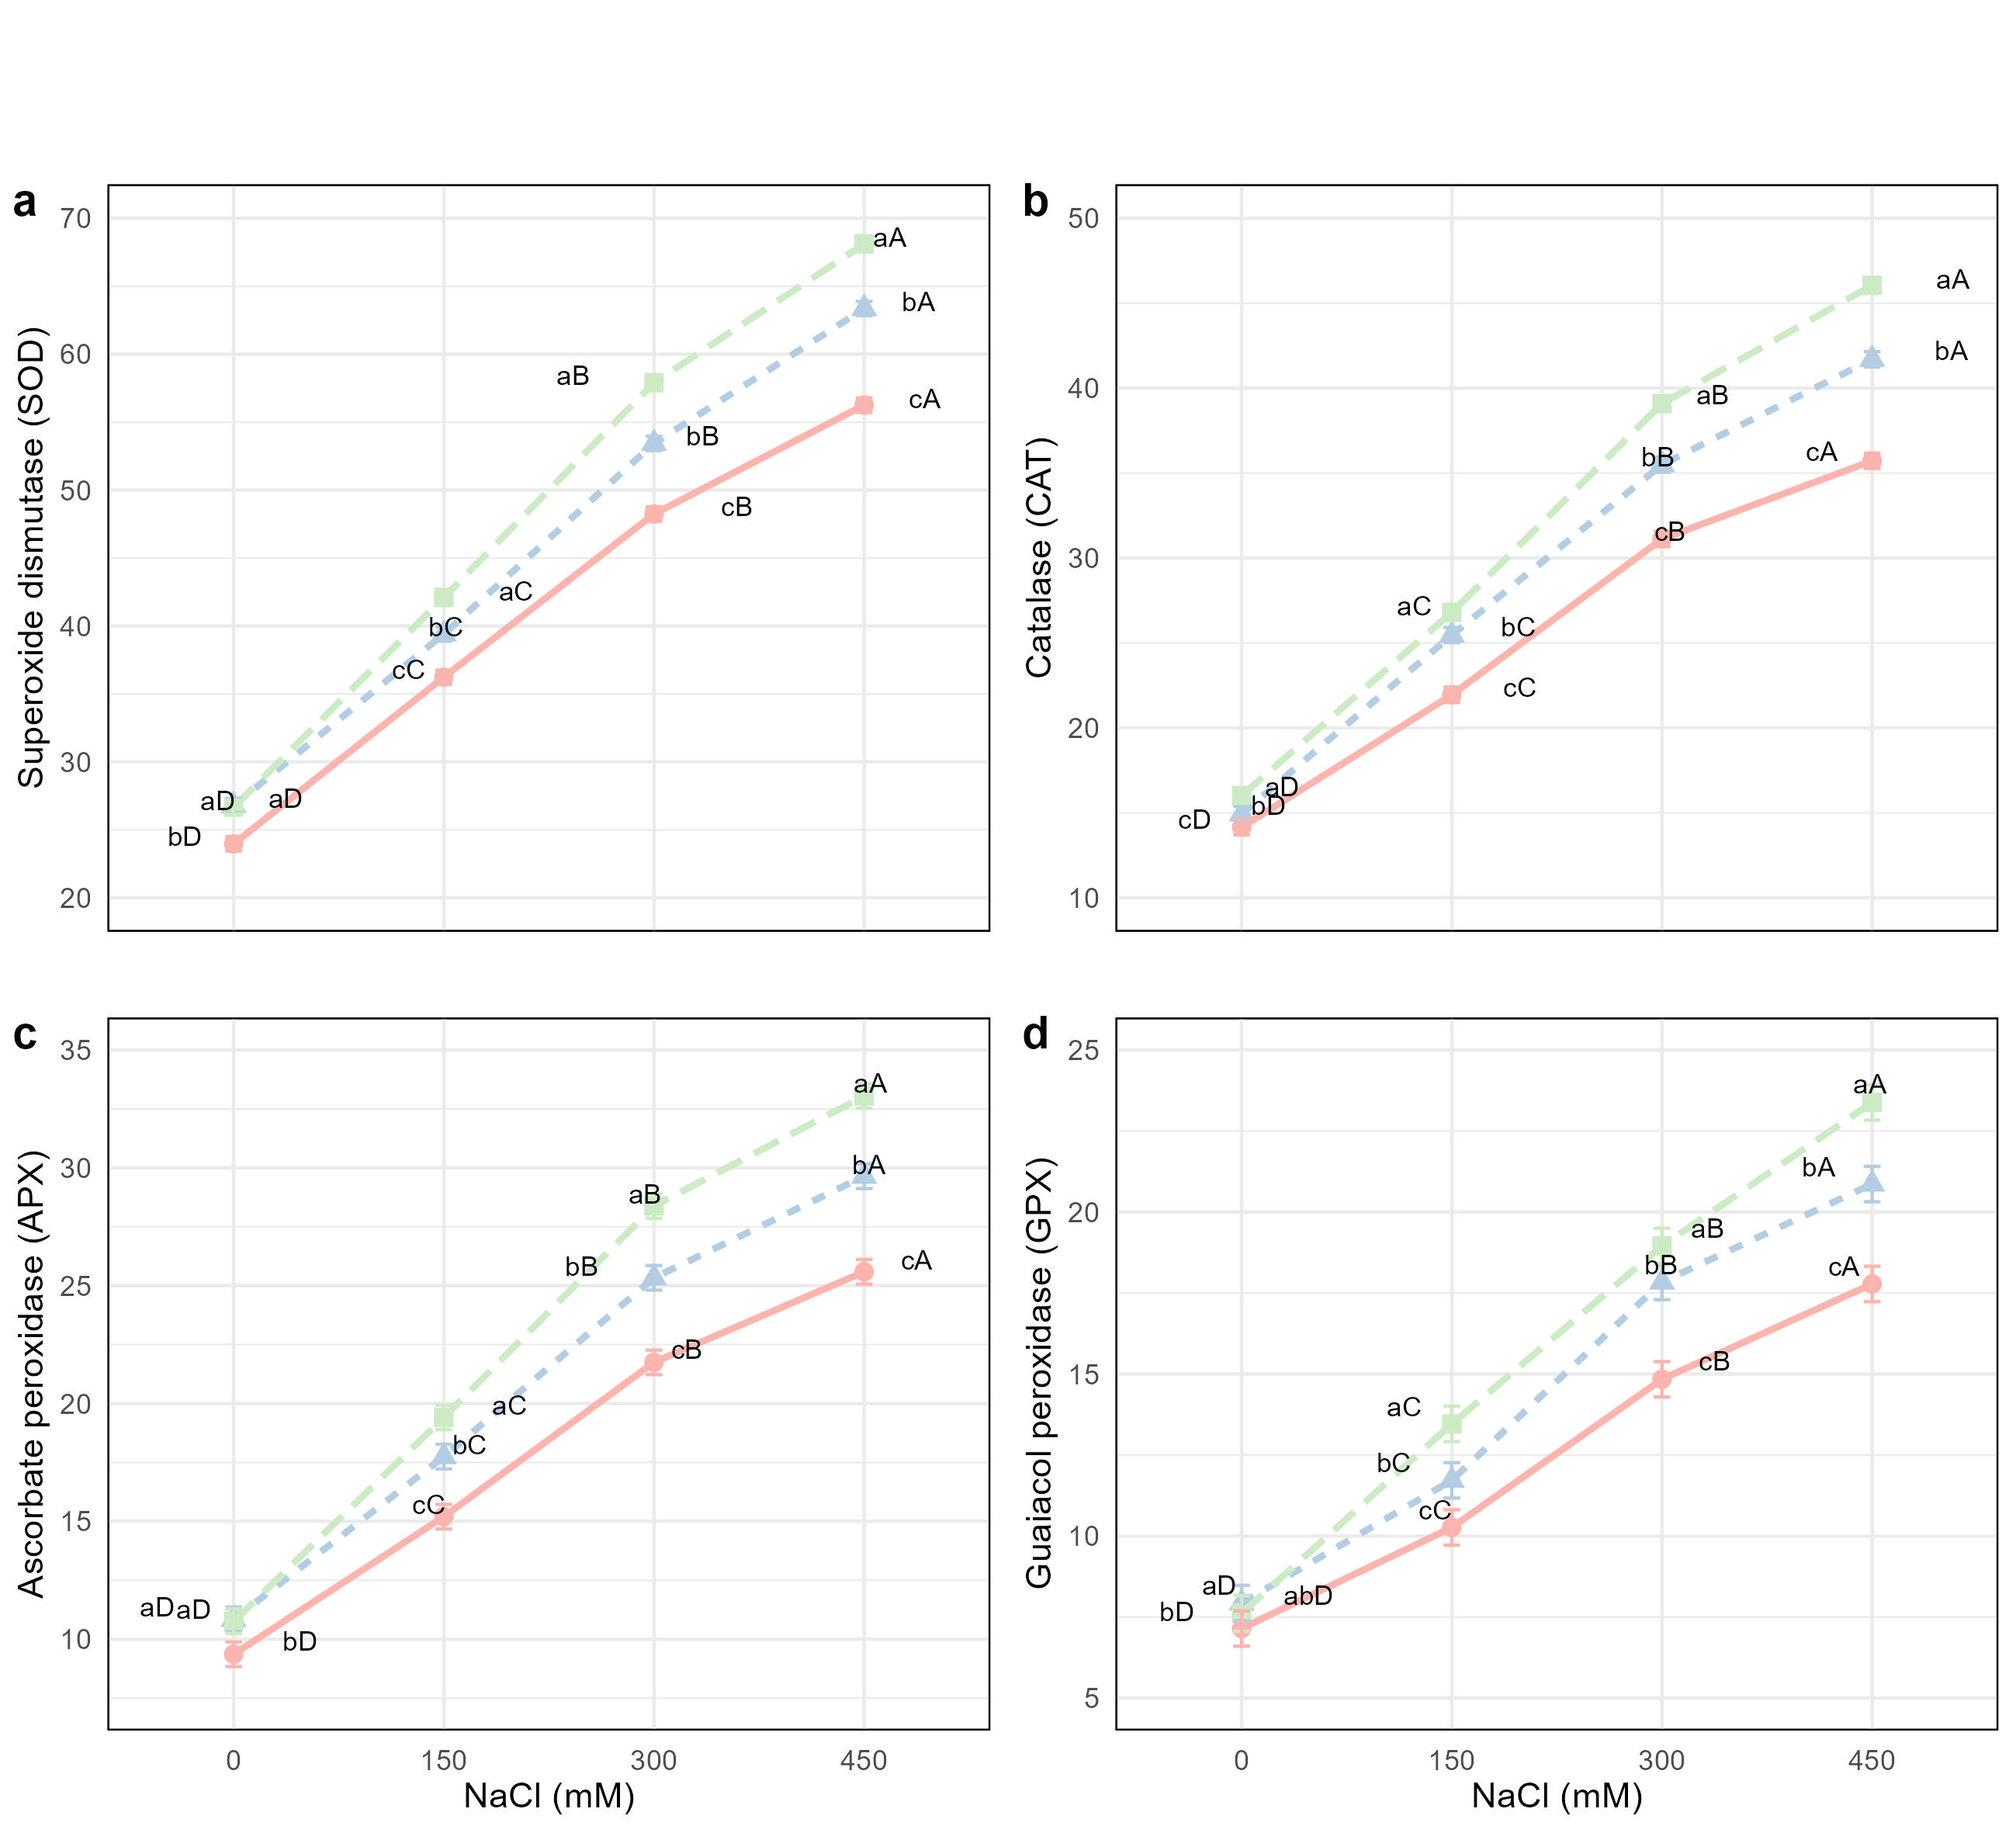 a
Superoxide dismutase (SOD)
70
60
50
40
30
20
aA
bA
aB
cA
bB
cB
aC
bC
cC
aD
aD
bD
b
Catalase (CAT)
50
40
30
20
10
aA
bA
aB
cA
bB
cB
aC
bC
cC
aD
bD
cD
c
Ascorbate peroxidase (APX)
35
30
25
20
15
10
aA
bA
aB
bB
cA
cB
aC
bC
cC
aD
aD
bD
0
150
300
450
NaCl (mM)
d
Guaiacol peroxidase (GPX)
25
20
15
10
5
aA
bA
aB
bB
cA
cB
aC
bC
cC
aD
abD
bD
0
150
300
450
NaCl (mM)